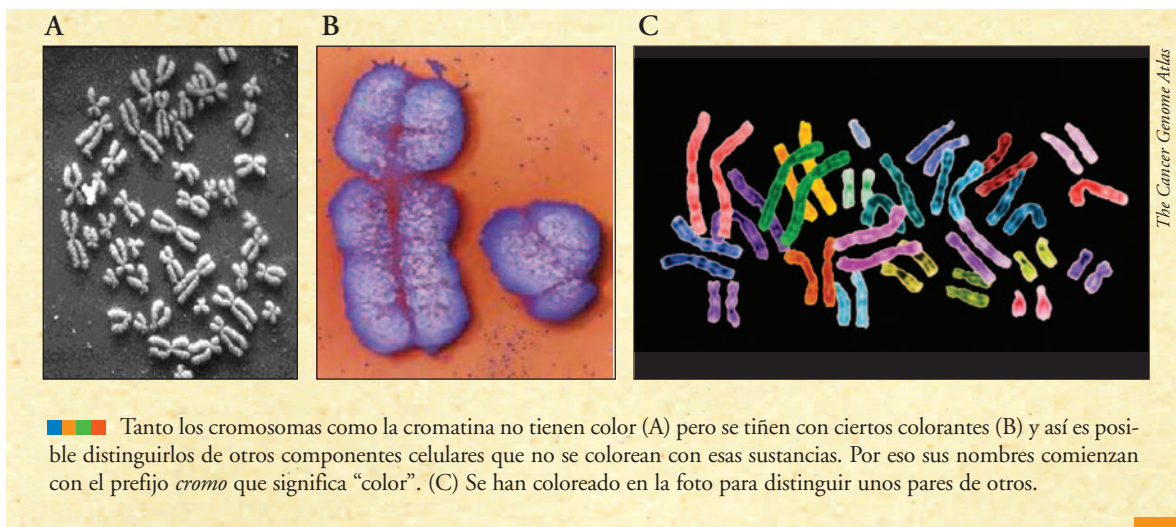 A
B
C
The Cancer Genome Atlas
Tanto los cromosomas como la cromatina no tienen color (A) pero se tiñen con ciertos colorantes (B) y así es posi-
ble distinguirlos de otros componentes celulares que no se colorean con esas sustancias. Por eso sus nombres comienzan
con el prefijo cromo que significa “color”. (C) Se han coloreado en la foto para distinguir unos pares de otros.